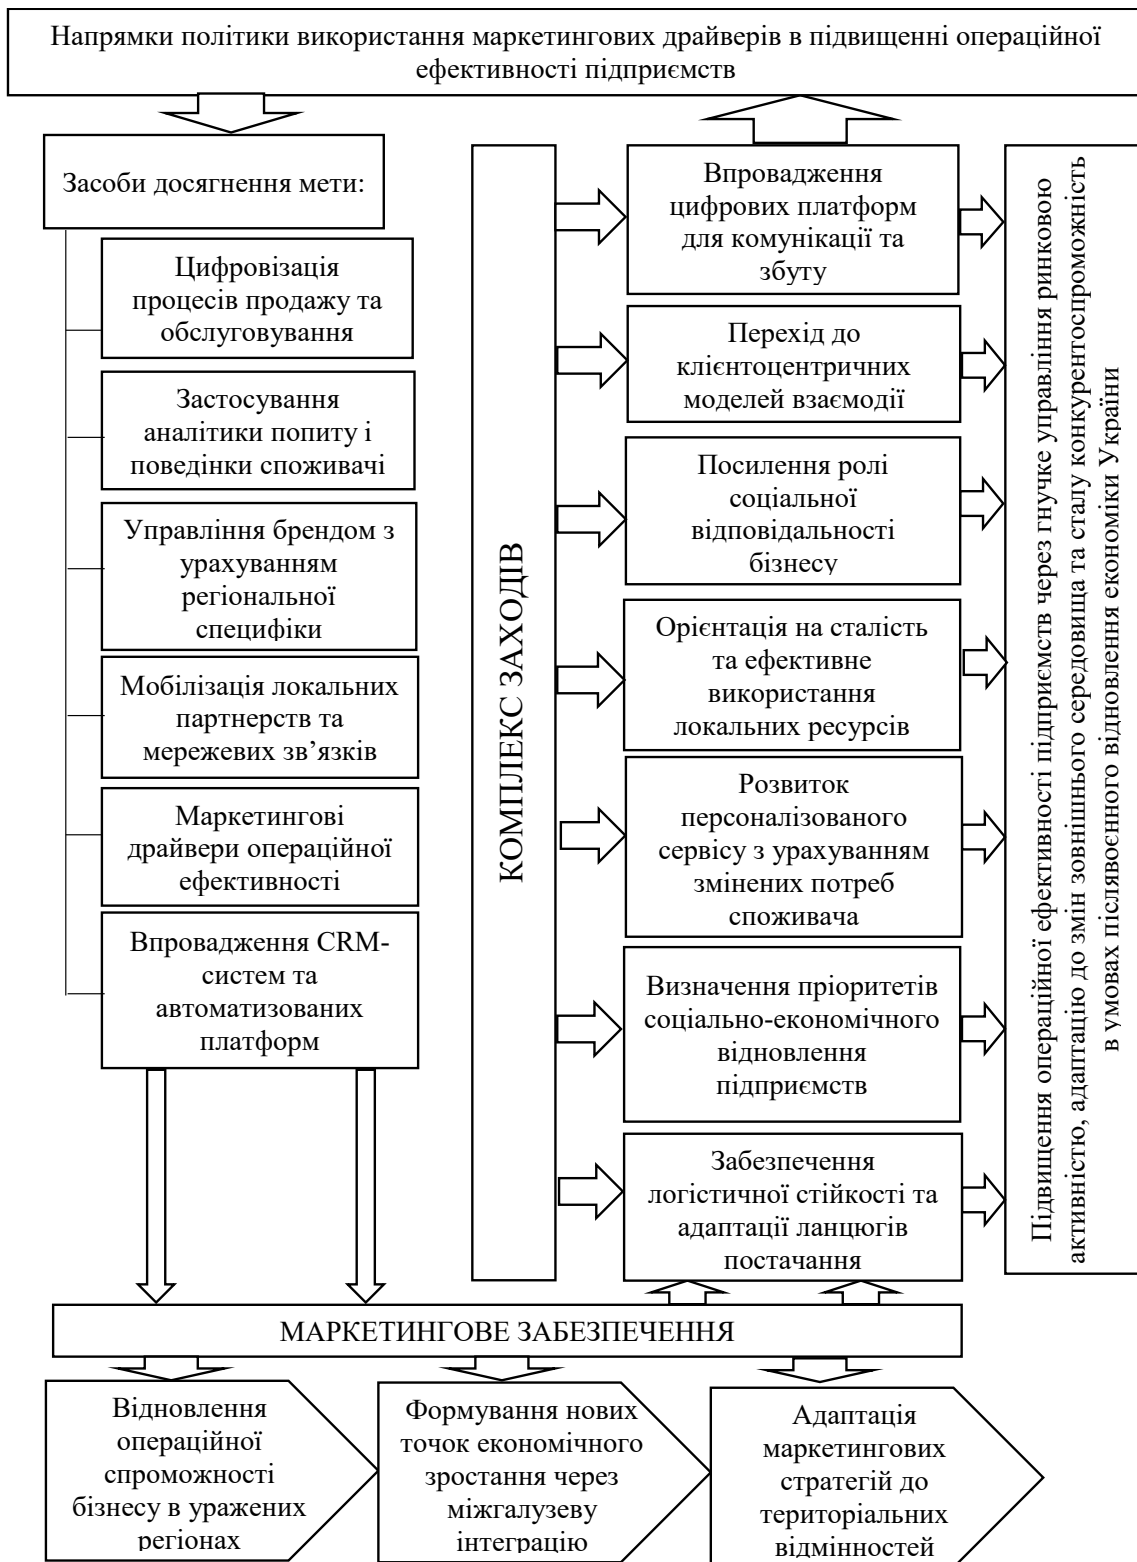 Напрямки політики використання маркетингових драйверів в підвищенні операційної
ефективності підприємств
Засоби досягнення мети:
Цифровізація
процесів продажу та
обслуговування
Застосування
аналітики попиту і
поведінки споживачі
Управління брендом з
урахуванням
регіональної
специфіки
Мобілізація локальних
партнерств та
мережевих зв’язків
Маркетингові
драйвери операційної
ефективності
Впровадження CRM-
систем та
автоматизованих
платформ
КОМПЛЕКС ЗАХОДІВ
Впровадження
цифрових платформ
для комунікації та
збуту
Перехід до
клієнтоцентричних
моделей взаємодії
Посилення ролі
соціальної
відповідальності
бізнесу
Орієнтація на сталість
та ефективне
використання
локальних ресурсів
Розвиток
персоналізованого
сервісу з урахуванням
змінених потреб
споживача
Визначення пріоритетів
соціально-економічного
відновлення
підприємств
Забезпечення
логістичної стійкості та
адаптації ланцюгів
постачання
Підвищення операційної ефективності підприємств через гнучке управління ринковою
активністю, адаптацію до змін зовнішнього середовища та сталу конкурентоспроможність
в умовах післявоєнного відновлення економіки України
МАРКЕТИНГОВЕ ЗАБЕЗПЕЧЕННЯ
Відновлення
операційної
спроможності
бізнесу в уражених
регіонах
Формування нових
точок економічного
зростання через
міжгалузеву
інтеграцію
Адаптація
маркетингових
стратегій до
територіальних
відмінностей